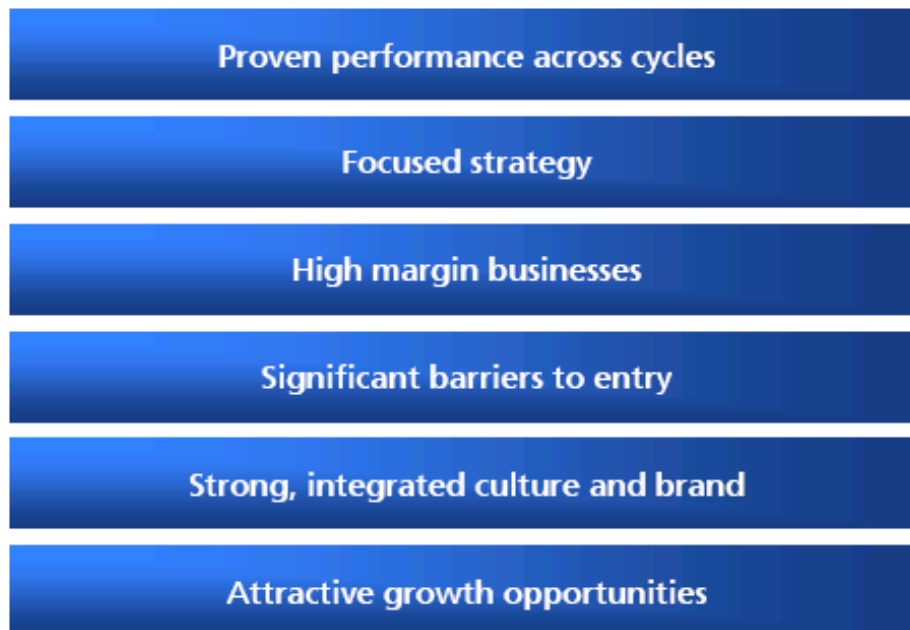 Proven performance across cycles
Focused strategy
High margin businesses
Significant barriers to entry
Strong, integrated culture and brand
Attractive growth opportunities